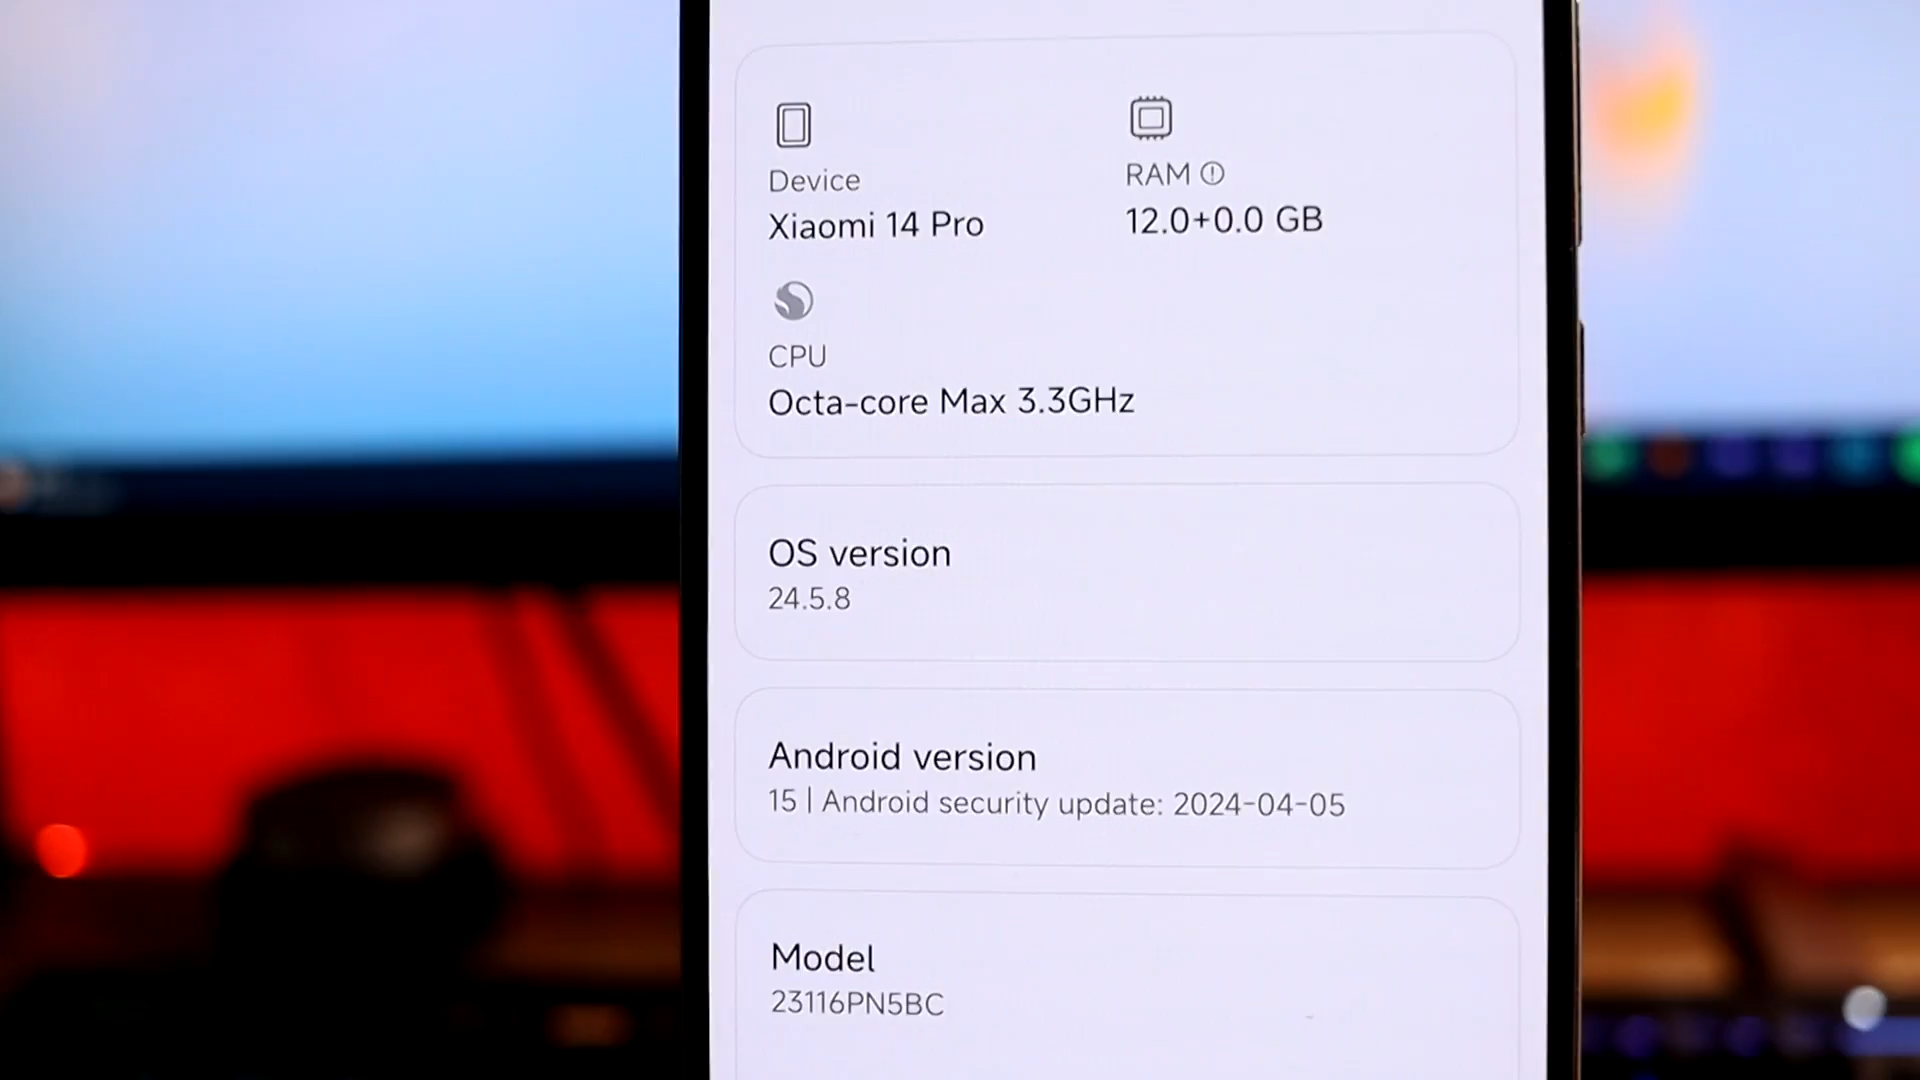 Device
Xiaomi 14 Pro
RAM
12.0+0.0 GB
CPU
Octa-core Max 3.3GHz
OS version
24.5.8
Android version
15 | Android security update: 2024-04-05
Model
23116PN5BC